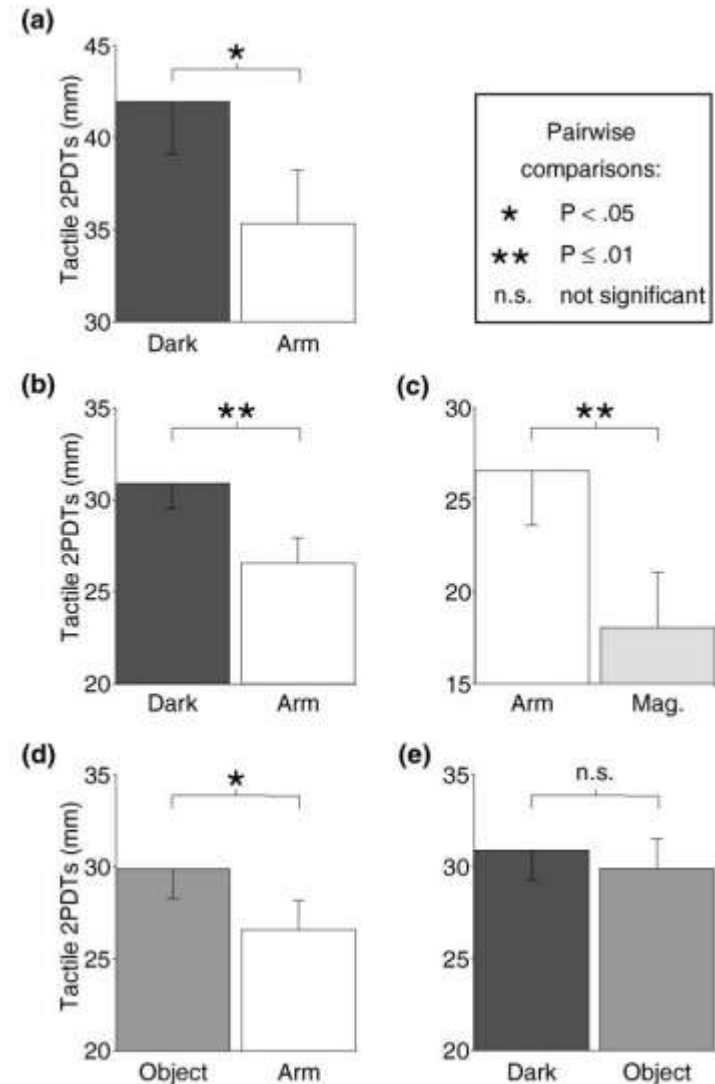 (a)
Tactile 2PDTs (mm)
45
40
35
30
*
Dark Arm
Pairwise
comparisons:
* P < .05
** P ≤ .01
n.s. not significant
(b)
Tactile 2PDTs (mm)
35
30
25
20
**
Dark Arm
(c)
30
25
20
15
**
Arm Mag.
(d)
Tactile 2PDTs (mm)
35
30
25
20
*
Object Arm
(e)
35
30
25
20
n.s.
Dark Object